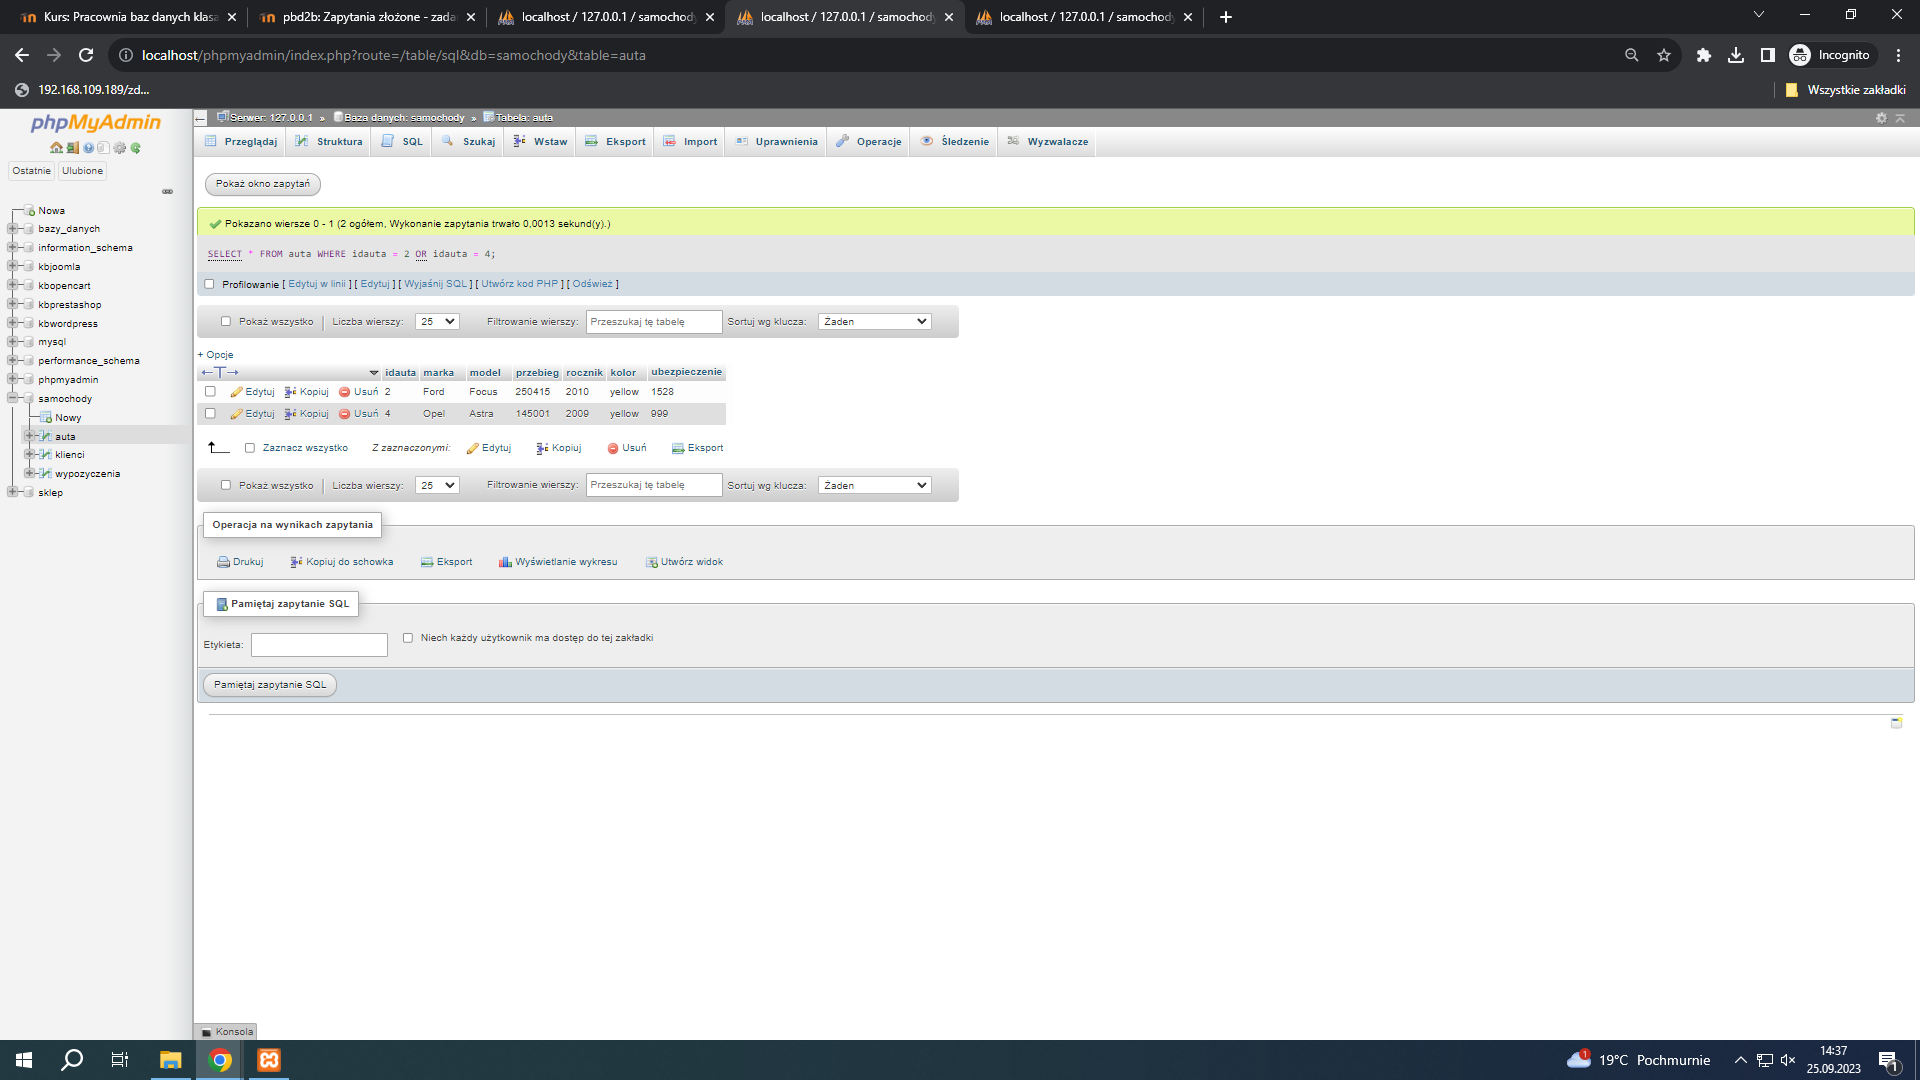 Kurs: Pracownia baz danych klasa
pbd2b: Zapytania złożone - zada
localhost / 127.0.0.1 / samochody
localhost / 127.0.0.1 / samochody
localhost / 127.0.0.1 / samochody
localhost/phpmyadmin/index.php?route=/table/sql&db=samochody&table=auta
Incognito
192.168.109.189/zd...
Wszystkie zakładki
phpMyAdmin
Ostatnie Ulubione
Nowa
bazy_danych
information_schema
kbjoomla
kbopencart
kbprestashop
kbwordpress
mysql
performance_schema
phpmyadmin
samochody
Nowy
auta
klienci
wypozyczenia
sklep
Serwer: 127.0.0.1 » Baza danych: samochody » Tabela: auta
Przeglądaj Struktura SQL Szukaj Wstaw Eksport Import Uprawnienia Operacje Śledzenie Wyzwalacze
Pokaż okno zapytań
Pokazano wiersze 0 - 1 (2 ogółem, Wykonanie zapytania trwało 0,0013 sekund(y).)
SELECT * FROM auta WHERE idauta = 2 OR idauta = 4;
Profilowanie [ Edytuj w linii ] [ Edytuj ] [ Wyjaśnij SQL ] [ Utwórz kod PHP ] [ Odśwież ]
Pokaż wszystko Liczba wierszy: 25 Filtrowanie wierszy: Przeszukaj tę tabelę Sortuj wg klucza: Żaden
+ Opcje
←T→ idauta marka model przebieg rocznik kolor ubezpieczenie
Edytuj Kopiuj Usuń 2 Ford Focus 250415 2010 yellow 1528
Edytuj Kopiuj Usuń 4 Opel Astra 145001 2009 yellow 999
Zaznacz wszystko Z zaznaczonymi: Edytuj Kopiuj Usuń Eksport
Pokaż wszystko Liczba wierszy: 25 Filtrowanie wierszy: Przeszukaj tę tabelę Sortuj wg klucza: Żaden
Operacja na wynikach zapytania
Drukuj Kopiuj do schowka Eksport Wyświetlanie wykresu Utwórz widok
Pamiętaj zapytanie SQL
Etykieta: Niech każdy użytkownik ma dostęp do tej zakładki
Pamiętaj zapytanie SQL
Konsola
1 19°C Pochmurnie
14:37
25.09.2023
1